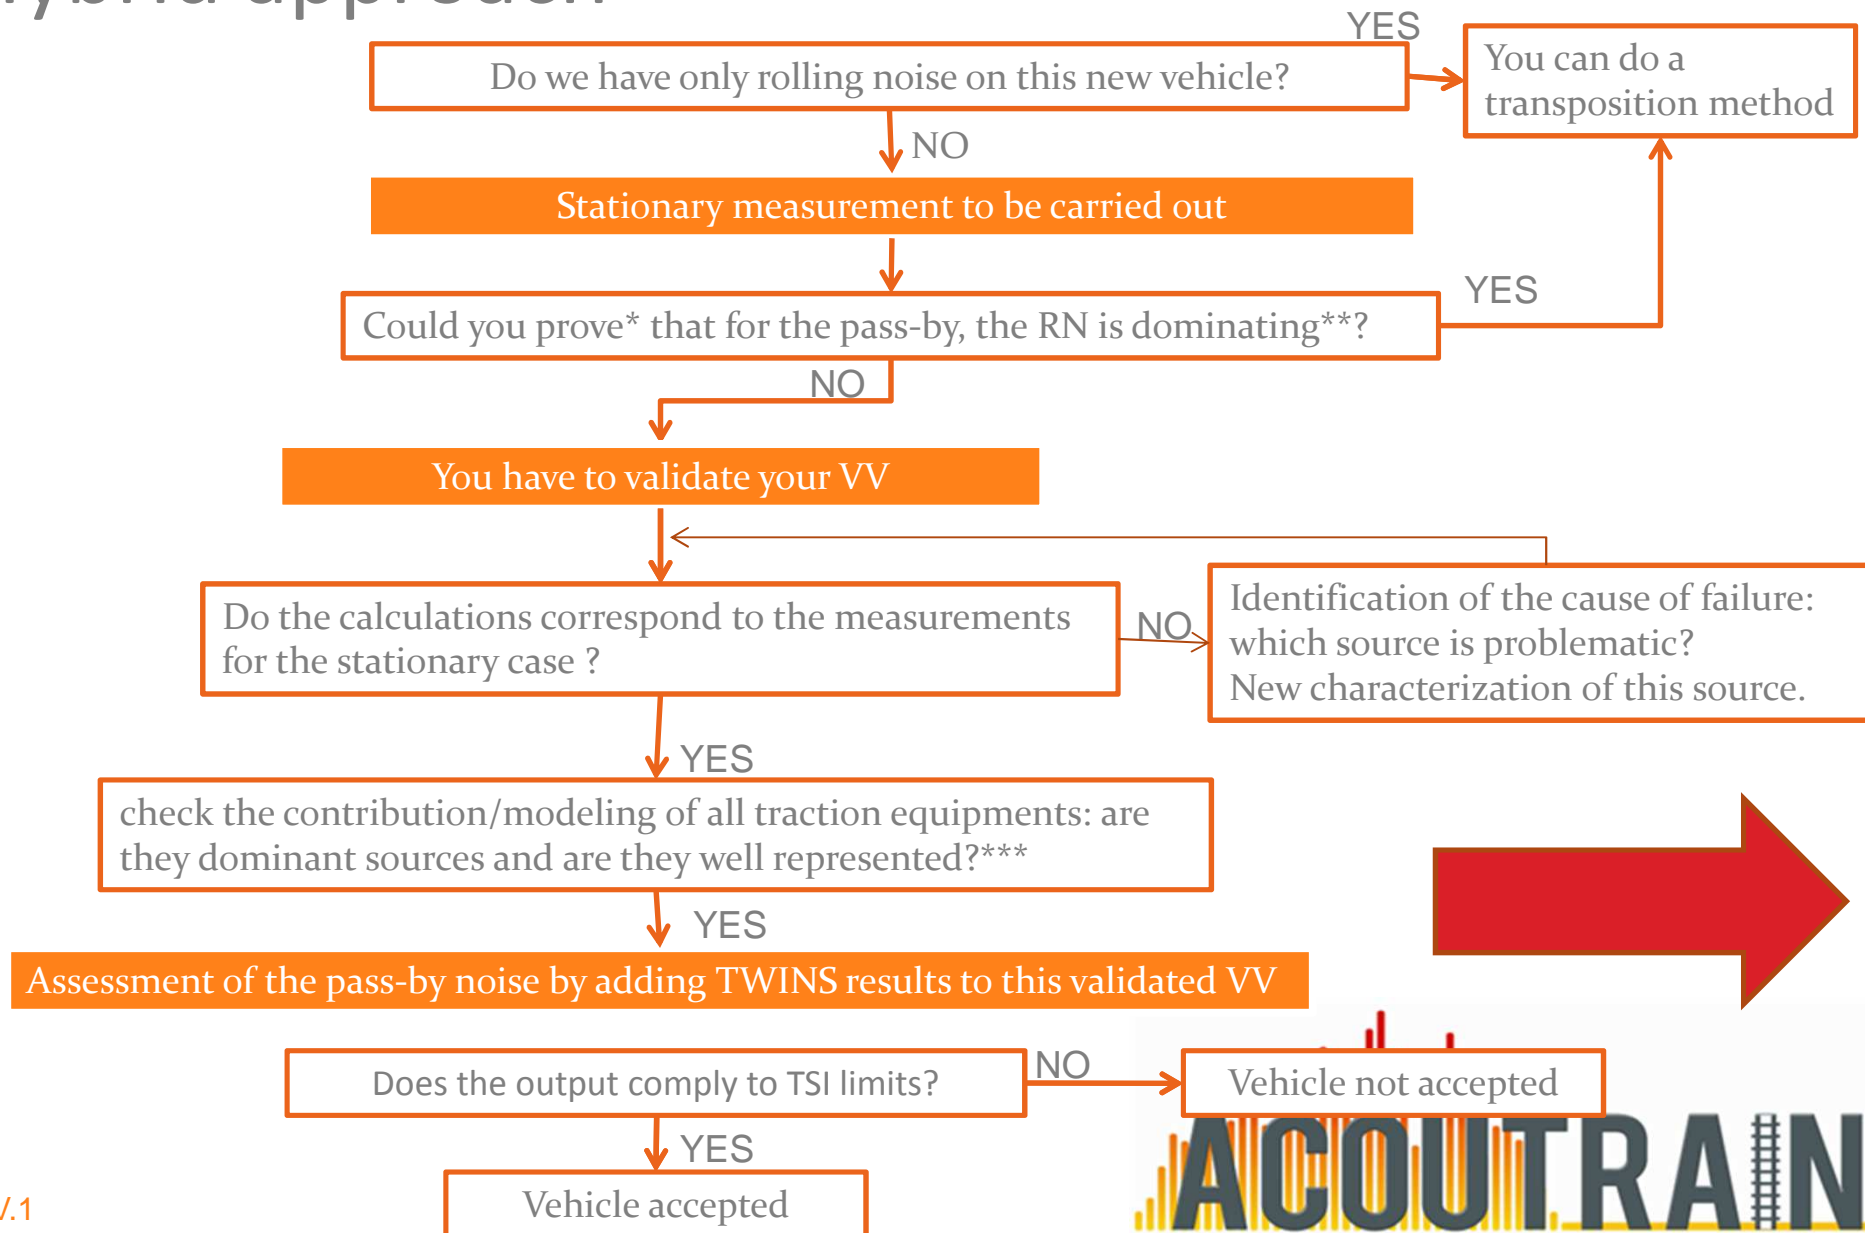 YES
Do we have only rolling noise on this new vehicle?
You can do a
transposition method
NO
Stationary measurement to be carried out
YES
Could you prove* that for the pass-by, the RN is dominating**?
NO
You have to validate your VV
Do the calculations correspond to the measurements
for the stationary case ?
NO
Identification of the cause of failure:
which source is problematic?
New characterization of this source.
YES
check the contribution/modeling of all traction equipments: are
they dominant sources and are they well represented?***
YES
Assessment of the pass-by noise by adding TWINS results to this validated VV
Does the output comply to TSI limits?
NO
Vehicle not accepted
YES
Vehicle accepted
ACOUTRAIN
V.1